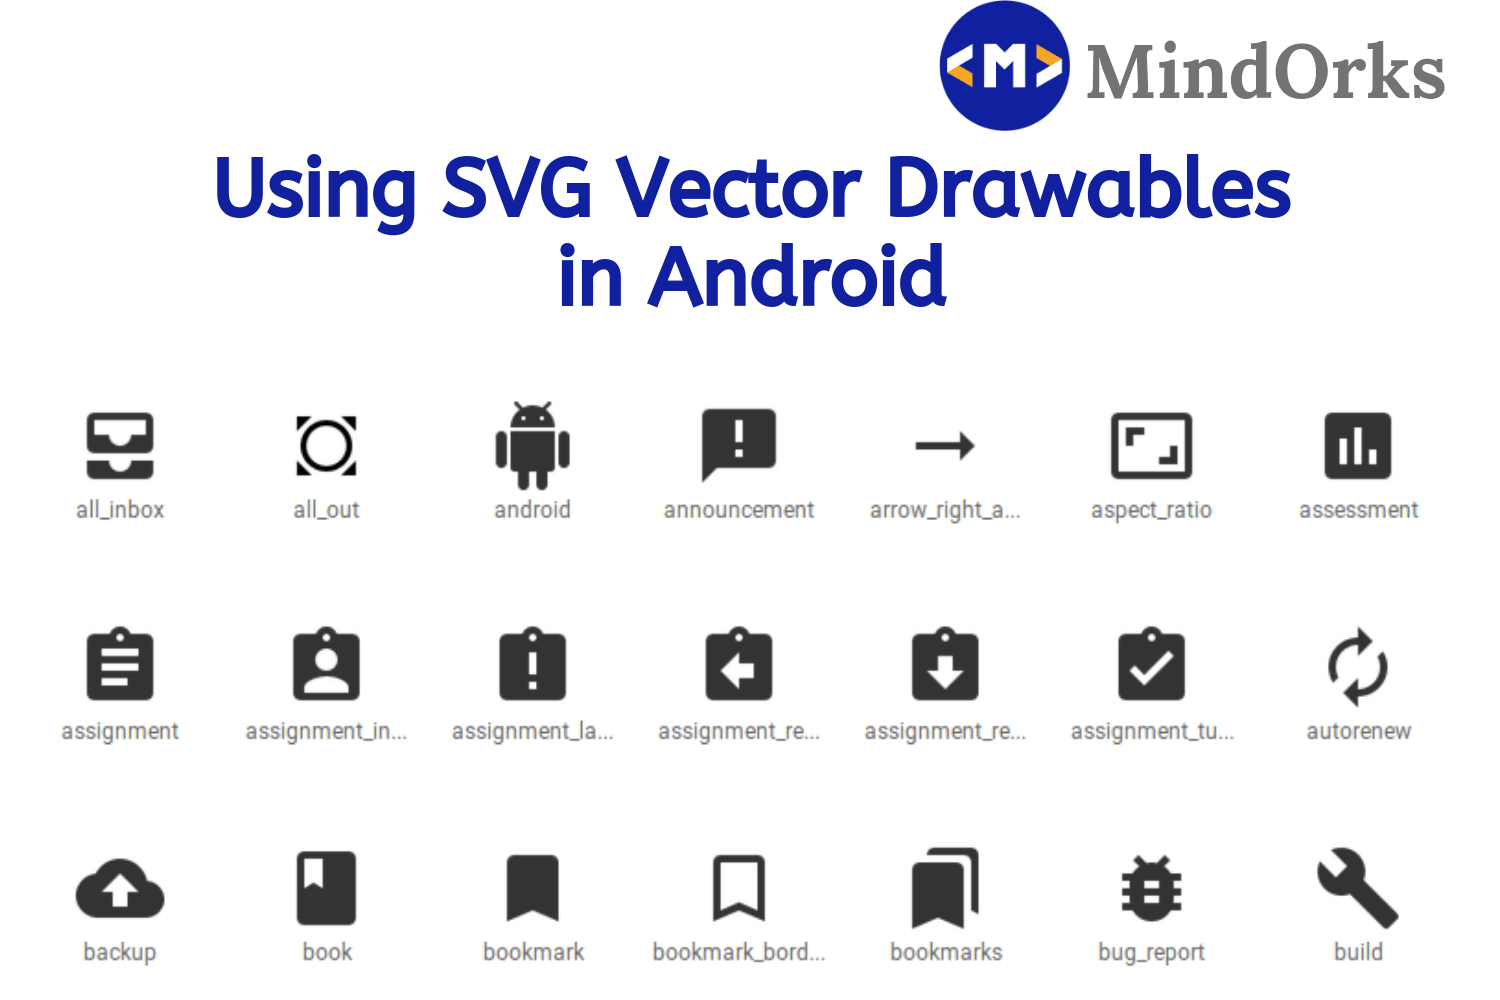 <M> MindOrks
Using SVG Vector Drawables
in Android
all_inbox all_out android announcement arrow_right_a... aspect_ratio assessment
assignment assignment_in... assignment_la... assignment_re... assignment_re... assignment_tu... autorenew
backup book bookmark bookmark_bord... bookmarks bug_report build